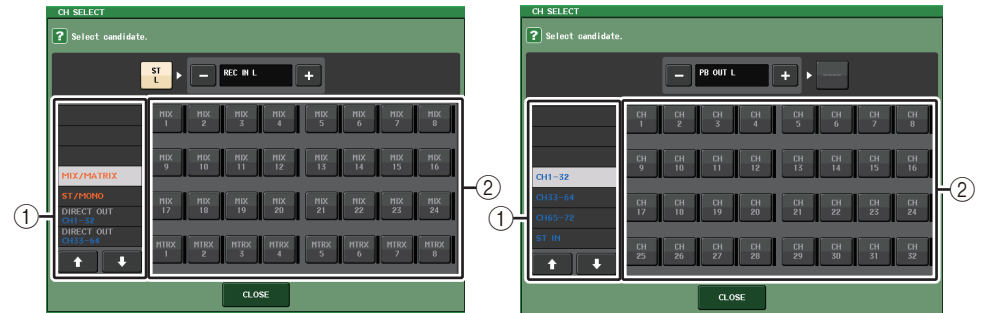 CH SELECT
? Select candidate.
ST L
− REC IN L +
MIX 1 MIX 2 MIX 3 MIX 4 MIX 5 MIX 6 MIX 7 MIX 8
MIX 9 MIX 10 MIX 11 MIX 12 MIX 13 MIX 14 MIX 15 MIX 16
MIX/MATRIX
ST/MONO
MIX 17 MIX 18 MIX 19 MIX 20 MIX 21 MIX 22 MIX 23 MIX 24
DIRECT OUT
CH1-32
DIRECT OUT
CH33-64
MTRX 1 MTRX 2 MTRX 3 MTRX 4 MTRX 5 MTRX 6 MTRX 7 MTRX 8
1
2
CLOSE
CH SELECT
? Select candidate.
− PB OUT L +
-----
CH 1 CH 2 CH 3 CH 4 CH 5 CH 6 CH 7 CH 8
CH 9 CH 10 CH 11 CH 12 CH 13 CH 14 CH 15 CH 16
CH1-32
CH33-64
CH 17 CH 18 CH 19 CH 20 CH 21 CH 22 CH 23 CH 24
CH65-72
ST IN
CH 25 CH 26 CH 27 CH 28 CH 29 CH 30 CH 31 CH 32
1
2
CLOSE